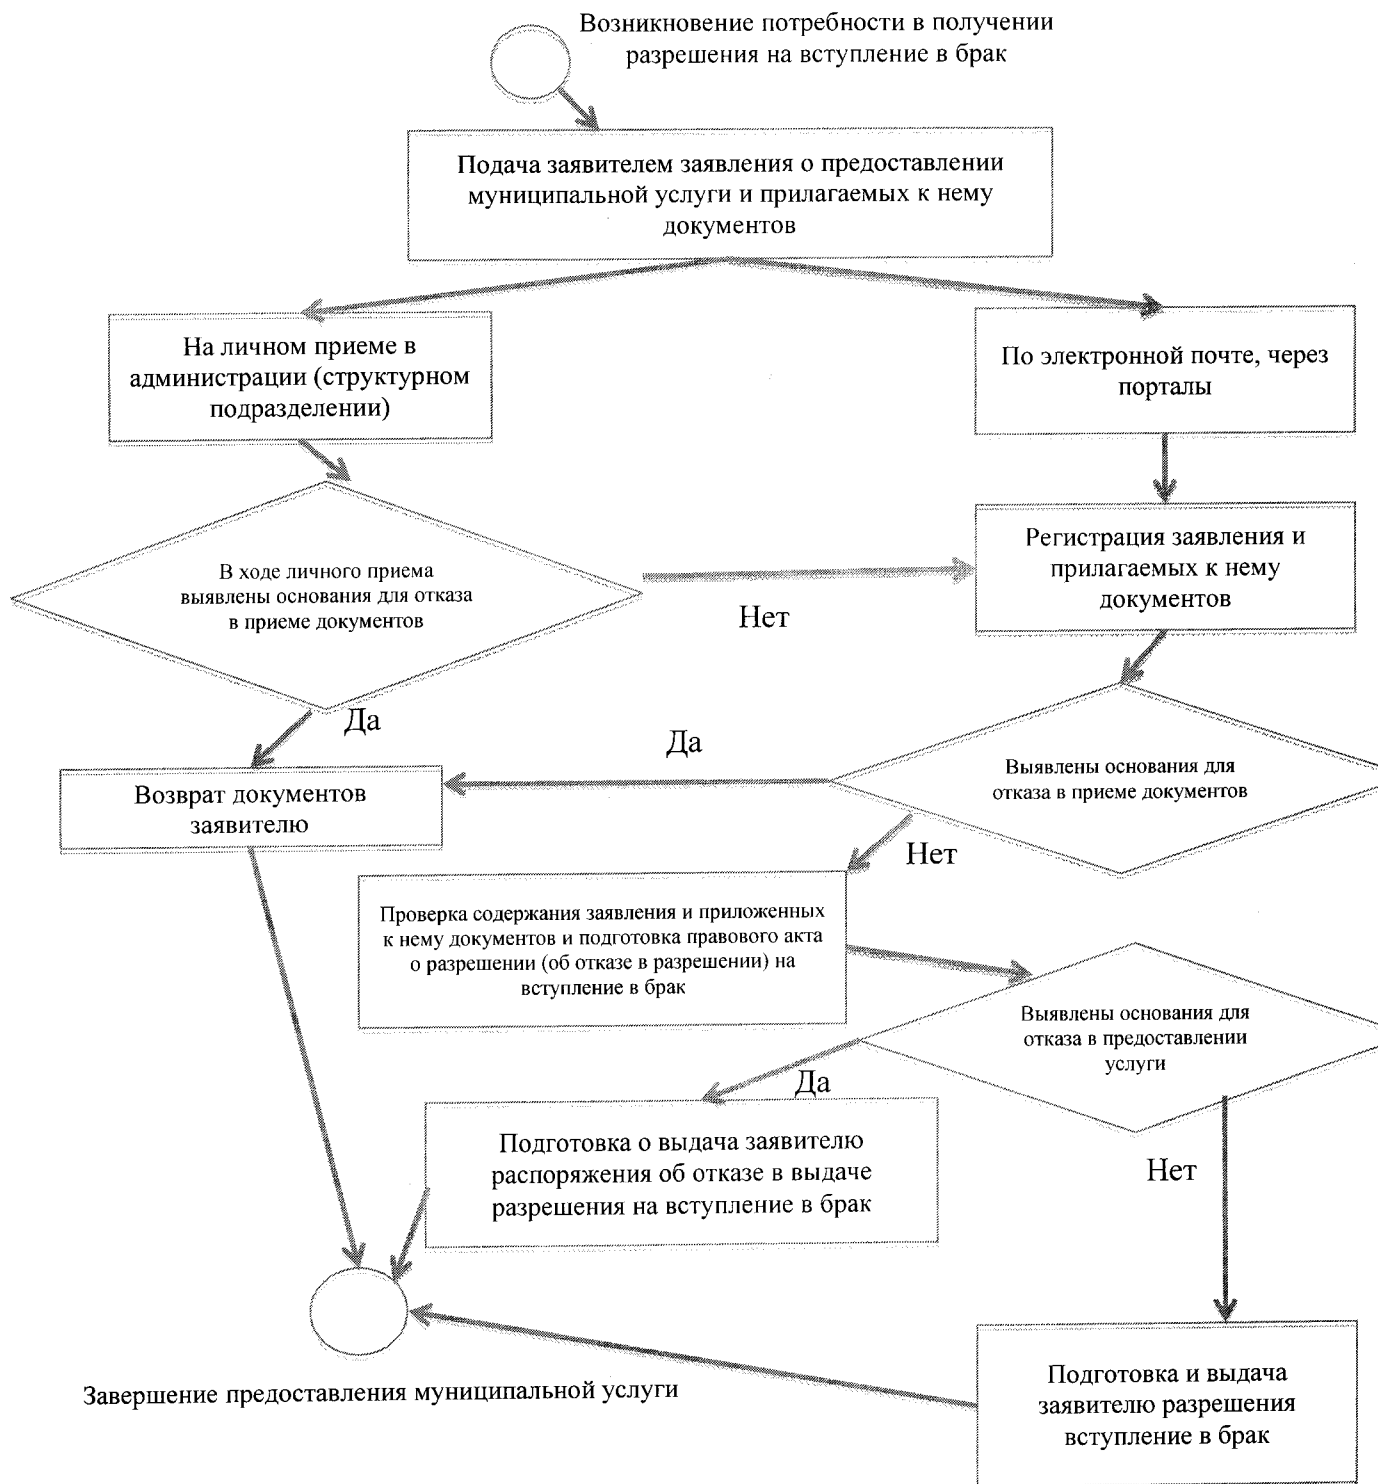 Возникновение потребности в получении
разрешения на вступление в брак
Подача заявителем заявления о предоставлении
муниципальной услуги и прилагаемых к нему
документов
На личном приеме в
администрации (структурном
подразделении)
По электронной почте, через
порталы
В ходе личного приема
выявлены основания для отказа
в приеме документов
Нет
Регистрация заявления и
прилагаемых к нему
документов
Да
Да
Возврат документов
заявителю
Выявлены основания для
отказа в приеме документов
Нет
Проверка содержания заявления и приложенных
к нему документов и подготовка правового акта
о разрешении (об отказе в разрешении) на
вступление в брак
Выявлены основания для
отказа в предоставлении
услуги
Да
Подготовка о выдача заявителю
распоряжения об отказе в выдаче
разрешения на вступление в брак
Нет
Завершение предоставления муниципальной услуги
Подготовка и выдача
заявителю разрешения
вступление в брак